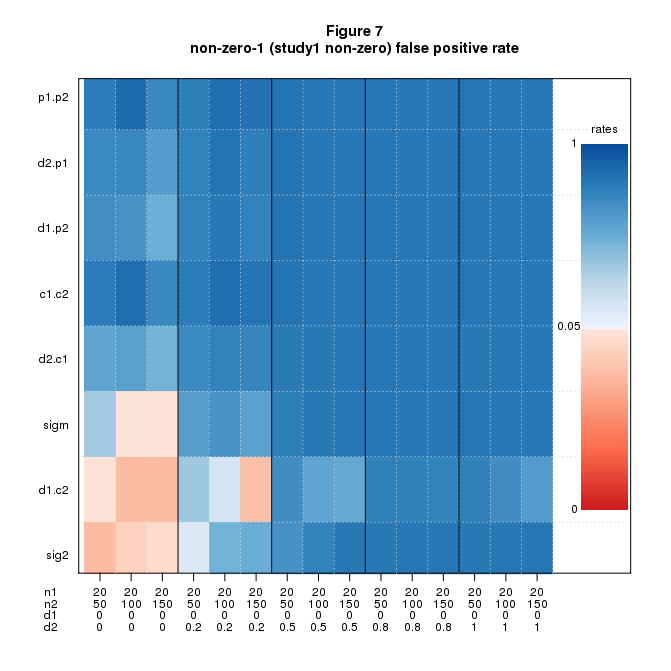 Figure 7
non-zero-1 (study1 non-zero) false positive rate
p1.p2
d2.p1
d1.p2
c1.c2
d2.c1
sigm
d1.c2
sig2
rates
1
0.05
0
n1 20 20 20 20 20 20 20 20 20 20 20 20 20 20 20
n2 50 100 150 50 100 150 50 100 150 50 100 150 50 100 150
d1 0 0 0 0 0 0 0 0 0 0 0 0 0 0 0
d2 0 0 0 0.2 0.2 0.2 0.5 0.5 0.5 0.8 0.8 0.8 1 1 1